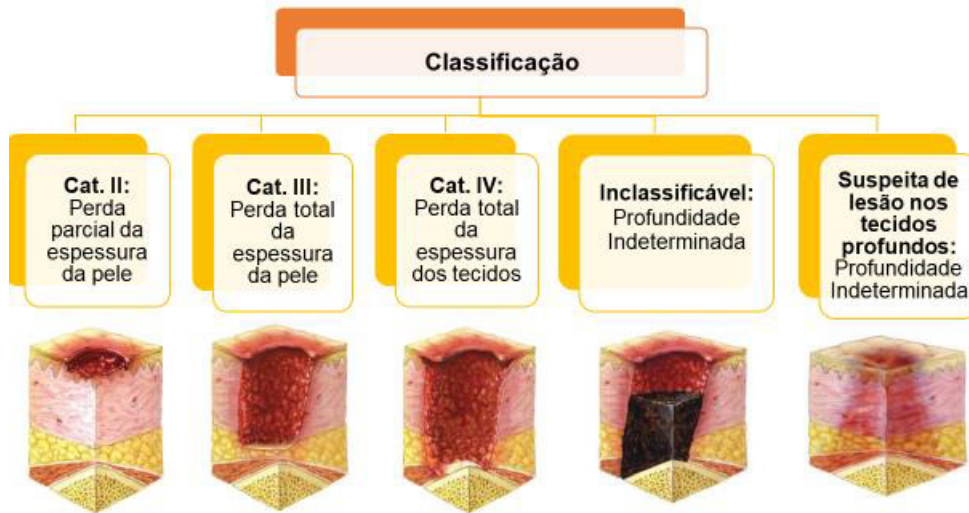 Classificação
Cat. II:
Perda
parcial da
espessura
da pele
Cat. III:
Perda total
da
espessura
da pele
Cat. IV:
Perda total
da
espessura
dos tecidos
Inclassificável:
Profundidade
Indeterminada
Suspeita de
lesão nos
tecidos
profundos:
Profundidade
Indeterminada